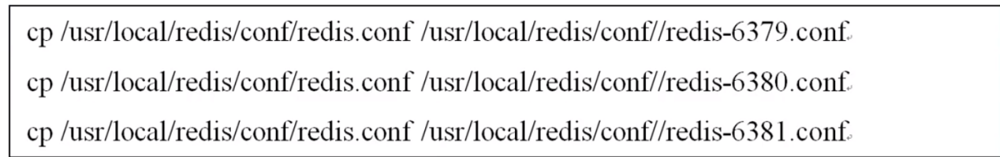 cp /usr/local/redis/conf/redis.conf /usr/local/redis/conf//redis-6379.conf
cp /usr/local/redis/conf/redis.conf /usr/local/redis/conf//redis-6380.conf
cp /usr/local/redis/conf/redis.conf /usr/local/redis/conf//redis-6381.conf